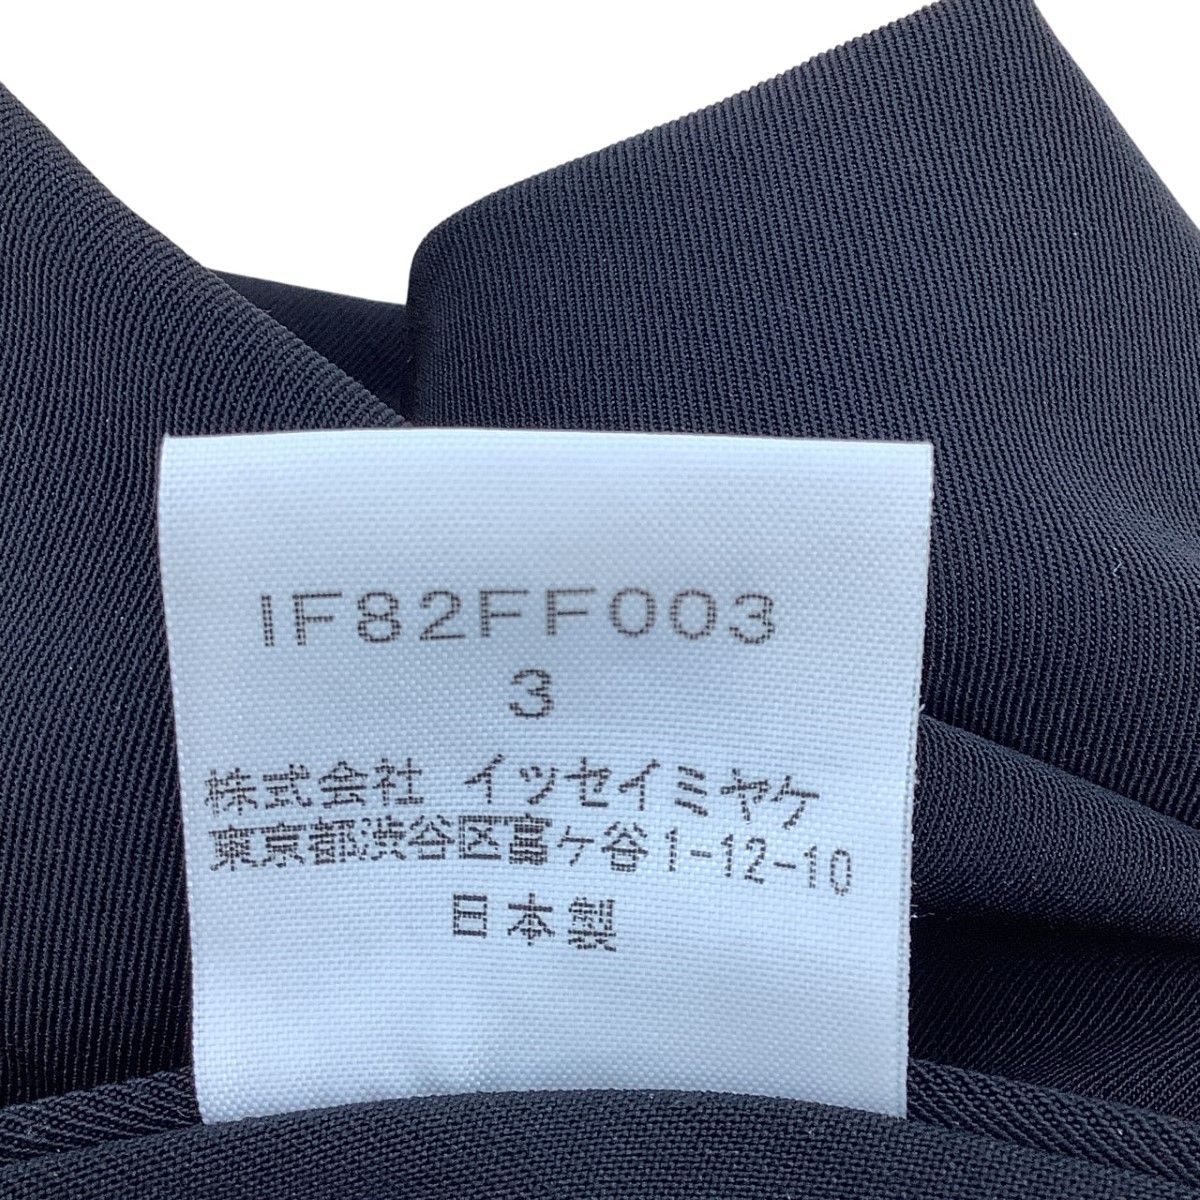 IF82FF003
3
株式会社 イッセイミヤケ
東京都渋谷区富ヶ谷1-12-10
日本製